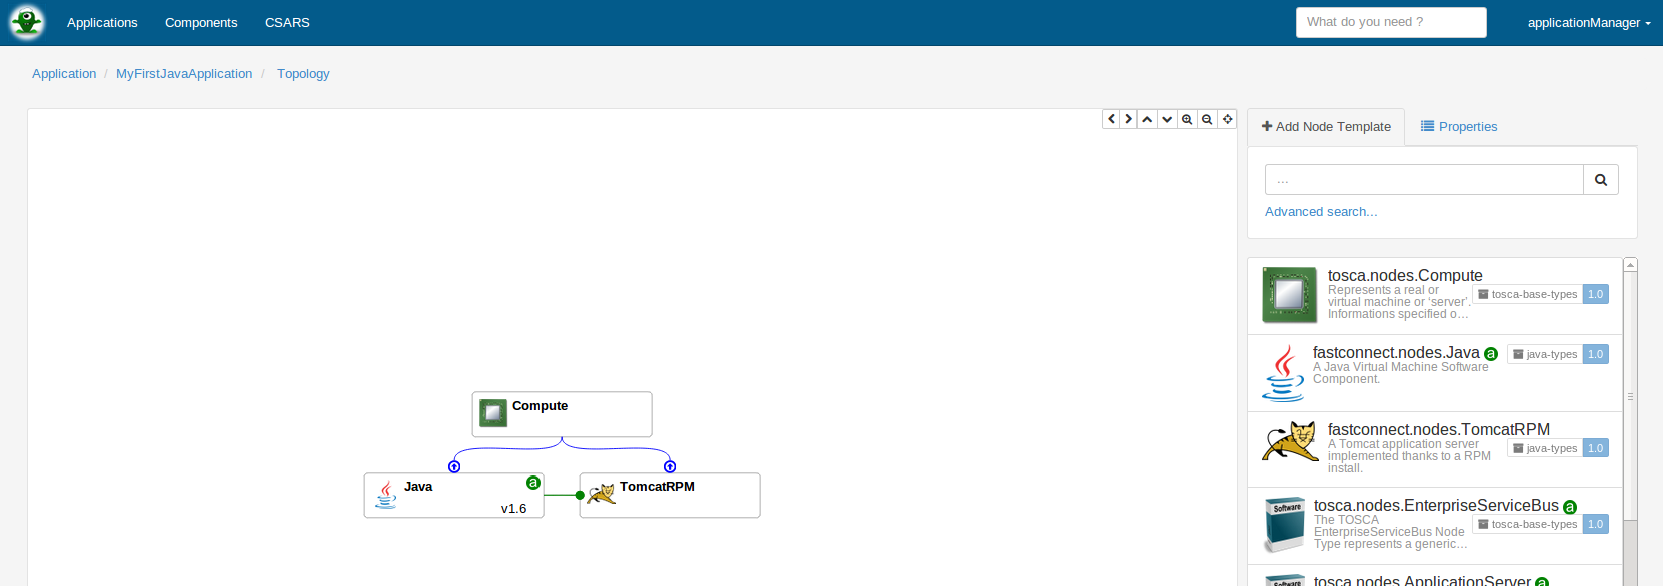 Applications Components CSARS What do you need ? applicationManager
Application / MyFirstJavaApplication / Topology
Add Node Template Properties
...
Advanced search...
Compute
Java a
v1.6
TomcatRPM
tosca.nodes.Compute
Represents a real or
virtual machine or ‘server’.
Informations specified o…
tosca-base-types 1.0
fastconnect.nodes.Java a
java-types 1.0
A Java Virtual Machine Software
Component.
fastconnect.nodes.TomcatRPM
A Tomcat application server
implemented thanks to a RPM
install.
java-types 1.0
Software
tosca.nodes.EnterpriseServiceBus a
The TOSCA
EnterpriseServiceBus Node
Type represents a generic…
tosca-base-types 1.0
Software
tosca.nodes.ApplicationServer a